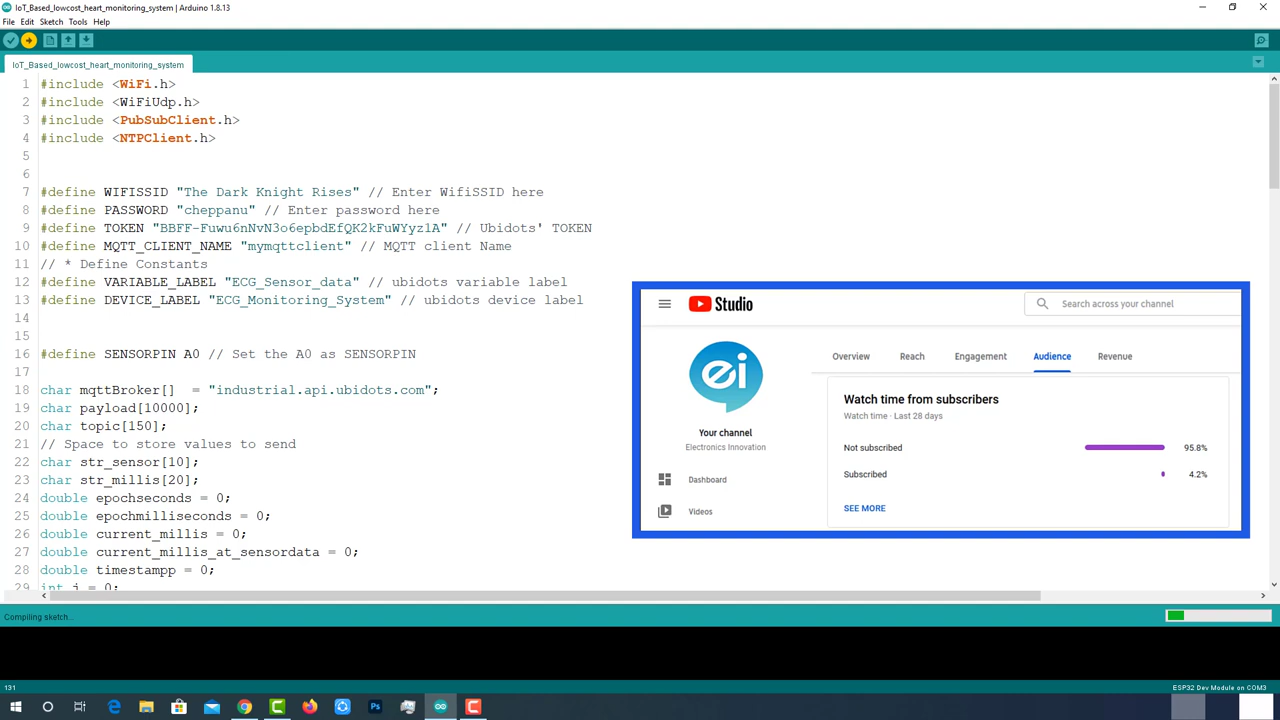 IoT_Based_lowcost_heart_monitoring_system | Arduino 1.8.13
File Edit Sketch Tools Help
IoT_Based_lowcost_heart_monitoring_system
1 #include <WiFi.h>
2 #include <WiFiUdp.h>
3 #include <PubSubClient.h>
4 #include <NTPClient.h>
5
6
7 #define WIFISSID "The Dark Knight Rises" // Enter WifiSSID here
8 #define PASSWORD "cheppanu" // Enter password here
9 #define TOKEN "BBFF-Fuwu6nNvN3o6epbdEfQK2kFuWYyz1A" // Ubidots' TOKEN
10 #define MQTT_CLIENT_NAME "mymqttclient" // MQTT client Name
11 // * Define Constants
12 #define VARIABLE_LABEL "ECG_Sensor_data" // ubidots variable label
13 #define DEVICE_LABEL "ECG_Monitoring_System" // ubidots device label
14
15
16 #define SENSORPIN A0 // Set the A0 as SENSORPIN
17
18 char mqttBroker[]  = "industrial.api.ubidots.com";
19 char payload[10000];
20 char topic[150];
21 // Space to store values to send
22 char str_sensor[10];
23 char str_millis[20];
24 double epochseconds = 0;
25 double epochmilliseconds = 0;
26 double current_millis = 0;
27 double current_millis_at_sensordata = 0;
28 double timestampp = 0;
29 int j = 0;
Studio
Search across your channel
ei
Your channel
Electronics Innovation
Dashboard
Videos
Overview Reach Engagement Audience Revenue
Watch time from subscribers
Watch time · Last 28 days
Not subscribed 95.8%
Subscribed 4.2%
SEE MORE
Compiling sketch...
131
ESP32 Dev Module on COM3